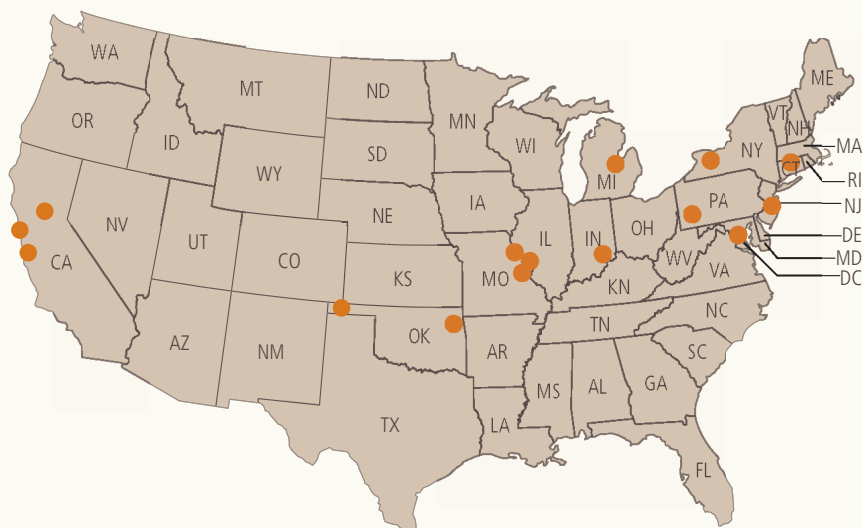 WA
MT
ND
MN
ME
VT
NH
OR
ID
SD
WI
MI
NY
MA
RI
CT
WY
NE
IA
PA
NJ
NV
UT
CO
KS
MO
IL
IN
OH
WV
VA
DE
MD
DC
CA
KN
AZ
NM
OK
AR
TN
NC
SC
MS
AL
GA
TX
LA
FL